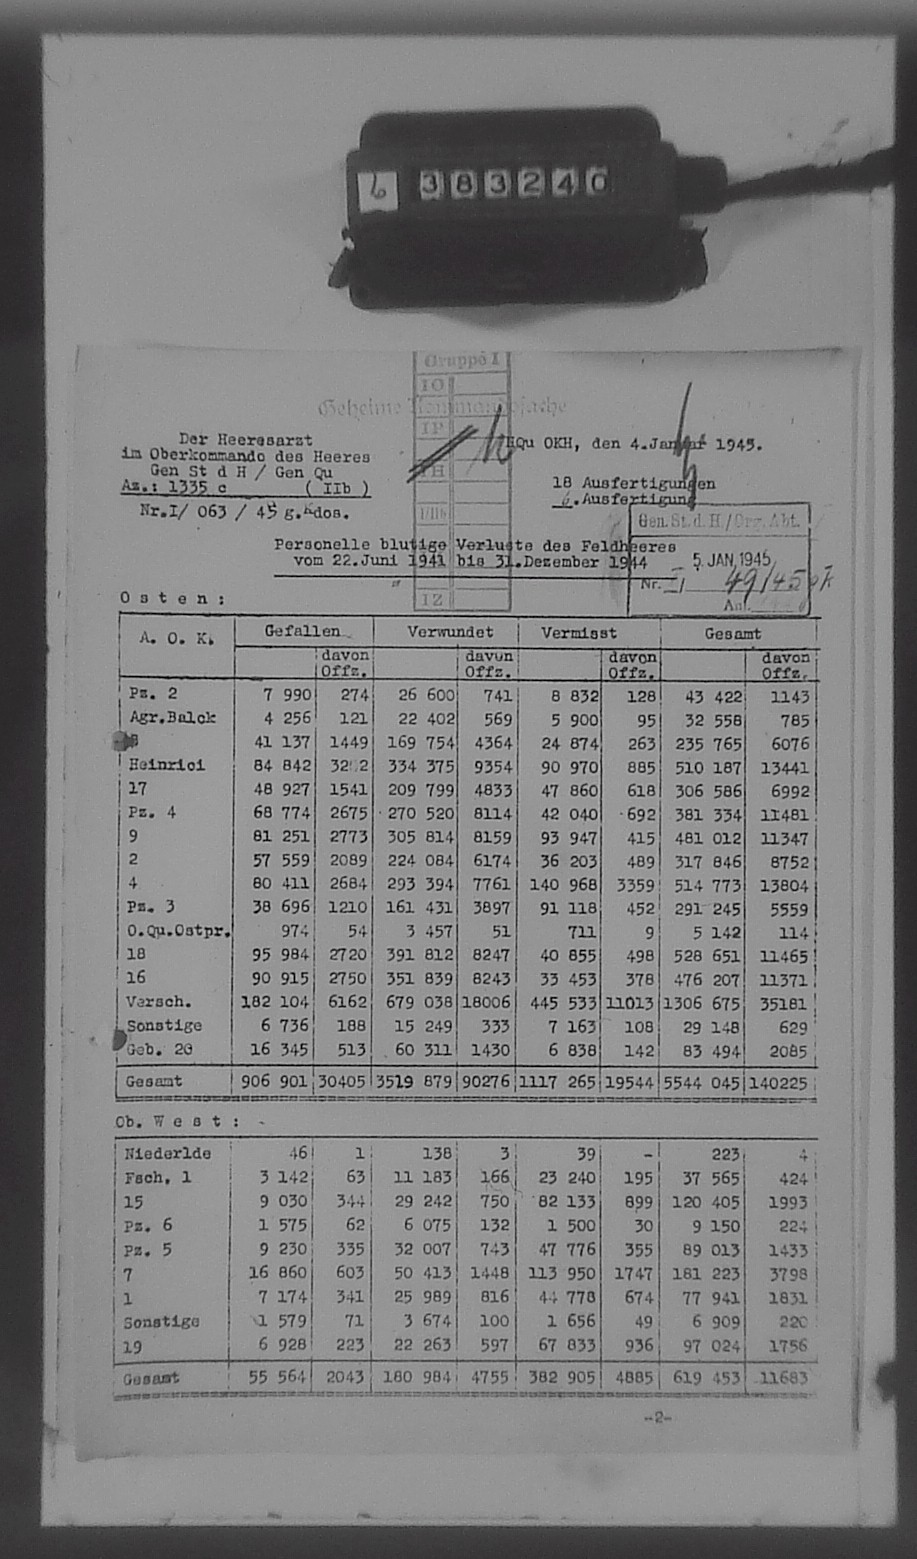 6 383240
Gruppe I
IO
Geheime Kommandosache
IP
Der Heeresarzt
HQu OKH, den 4.Januar 1945.
im Oberkommando des Heeres
Gen St d H / Gen Qu
IH
Az.: 1335 c ( IIb )
18 Ausfertigungen
6.Ausfertigung
Nr.I/ 063 / 45 g.Kdos.
Gen.St.d.H/Org.Abt.
Personelle blutige Verluste des Feldheeres
vom 22.Juni 1941 bis 31.Dezember 1944
5. JAN. 1945
Nr. I/ 49/45 gK
Anl.
IZ
Osten:
A. O. K. Gefallen Verwundet Vermisst Gesamt
davon Offz. davon Offz. davon Offz. davon Offz.
Pz. 2 7 990 274 26 600 741 8 832 128 43 422 1143
Agr.Balck 4 256 121 22 402 569 5 900 95 32 558 785
8 41 137 1449 169 754 4364 24 874 263 235 765 6076
Heinrici 84 842 334 375 9354 90 970 885 510 187 13441
17 48 927 1541 209 799 4833 47 860 618 306 586 6992
Pz. 4 68 774 2675 270 520 8114 42 040 692 381 334 11481
9 81 251 2773 305 814 8159 93 947 415 481 012 11347
2 57 559 2089 224 084 6174 36 203 489 317 846 8752
4 80 411 2684 293 394 7761 140 968 3359 514 773 13804
Pz. 3 38 696 1210 161 431 3897 91 118 452 291 245 5559
O.Qu.Ostpr. 974 54 3 457 51 711 9 5 142 114
18 95 984 2720 391 812 8247 40 855 498 528 651 11465
16 90 915 2750 351 839 8243 33 453 378 476 207 11371
Versch. 182 104 6162 679 038 18006 445 533 11013 1306 675 35181
Sonstige 6 736 188 15 249 333 7 163 108 29 148 629
Geb. 20 16 345 513 60 311 1430 6 838 142 83 494 2085
Gesamt 906 901 30405 3519 879 90276 1117 265 19544 5544 045 140225
Ob. West:
Niederlde 46 1 138 3 39 - 223 4
Fsch. 1 3 142 63 11 183 166 23 240 195 37 565 424
15 9 030 344 29 242 750 82 133 899 120 405 1993
Pz. 6 1 575 62 6 075 132 1 500 30 9 150 224
Pz. 5 9 230 335 32 007 743 47 776 355 89 013 1433
7 16 860 603 50 413 1448 113 950 1747 181 223 3798
1 7 174 341 25 989 816 44 778 674 77 941 1831
Sonstige 1 579 71 3 674 100 1 656 49 6 909 220
19 6 928 223 22 263 597 67 833 936 97 024 1756
Gesamt 55 564 2043 180 984 4755 382 905 4885 619 453 11683
-2-